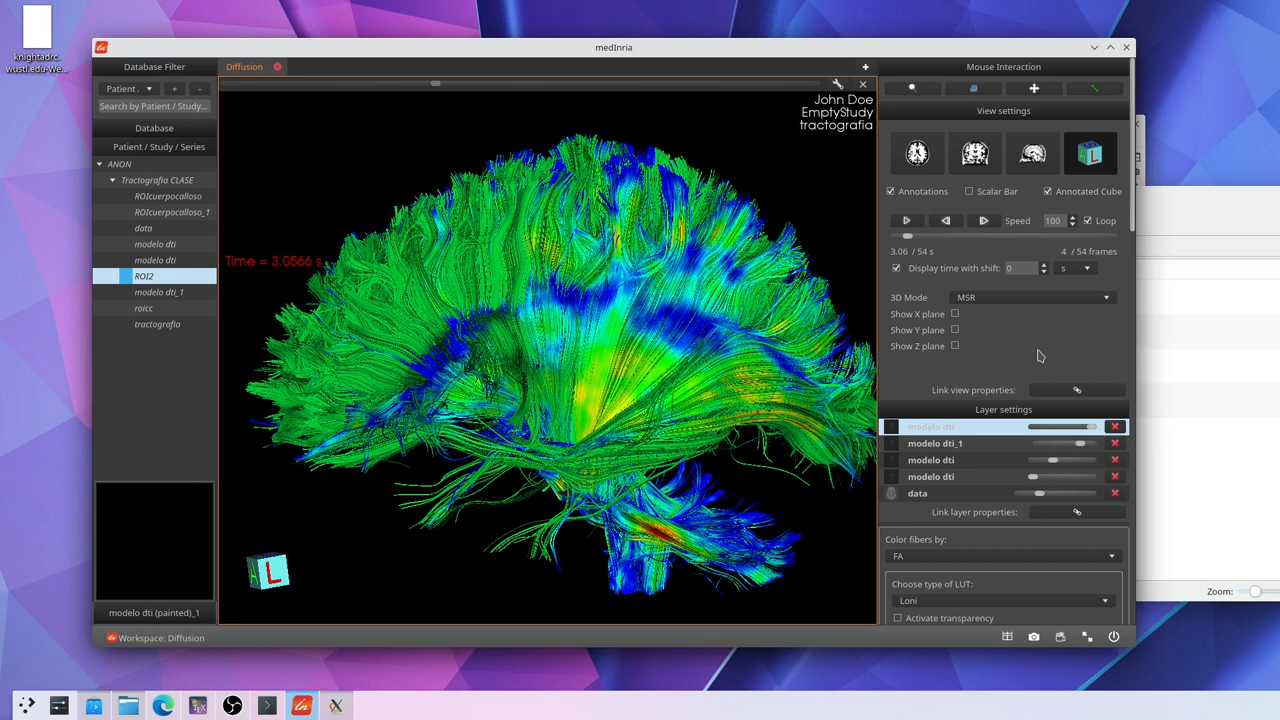 knightadrc.
wustl.edu-We...
medInria
Database Filter
Patient .
+
-
Search by Patient / Study...
Database
Patient / Study / Series
ANON
Tractografia CLASE
ROIcuerpocalloso
ROIcuerpocalloso_1
data
modelo dti
modelo dti
ROI2
modelo dti_1
roicc
tractografia
modelo dti (painted)_1
Diffusion
+
John Doe
EmptyStudy
tractografia
Time = 3.0566 s
L
Mouse Interaction
View settings
L
Annotations
Scalar Bar
Annotated Cube
Speed
100
Loop
3.06 / 54 s
4 / 54 frames
Display time with shift:
0
s
3D Mode
MSR
Show X plane
Show Y plane
Show Z plane
Link view properties:
Layer settings
modelo dti
modelo dti_1
modelo dti
modelo dti
data
Link layer properties:
Color fibers by:
FA
Choose type of LUT:
Loni
Activate transparency
Workspace: Diffusion
Zoom: